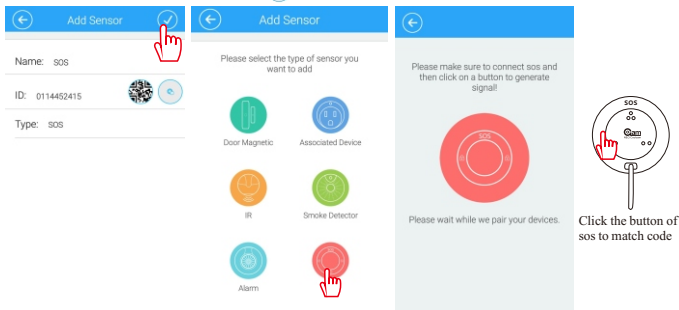 Add Sensor
Name: sos
ID: 0114452415
Type: sos
Add Sensor
Please select the type of sensor you
want to add
Door Magnetic
Associated Device
IR
Smoke Detector
Alarm
Please make sure to connect sos and
then click on a button to generate
signal!
SOS
Please wait while we pair your devices.
SOS
Click the button of
sos to match code